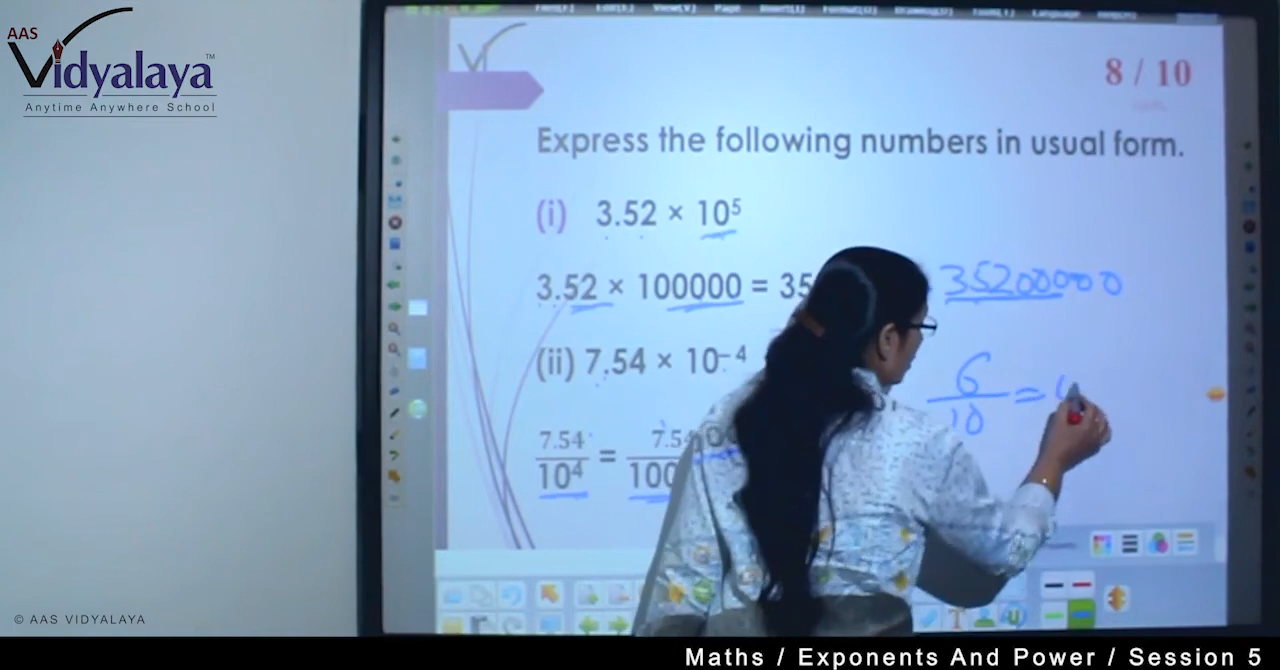 AAS
Vidyalaya™
Anytime Anywhere School
8 / 10
Express the following numbers in usual form.
(i) 3.52 × 10⁵
3.52 × 100000 = 35
35200000
(ii) 7.54 × 10⁻⁴
6/10 =
7.54/10⁴ = 7.54/100
© AAS VIDYALAYA
Maths / Exponents And Power / Session 5